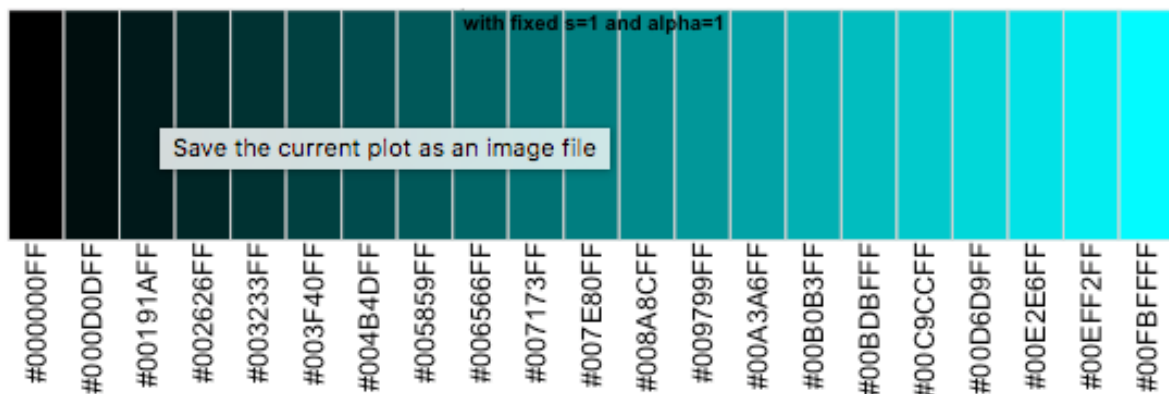 with fixed s=1 and alpha=1
Save the current plot as an image file
#000000FF
#000D0DFF
#00191AFF
#002626FF
#003233FF
#003F40FF
#004B4DFF
#005859FF
#006566FF
#007173FF
#007E80FF
#008A8CFF
#009799FF
#00A3A6FF
#00B0B3FF
#00BDBFFF
#00C9CCFF
#00D6D9FF
#00E2E6FF
#00EFF2FF
#00FBFFFF